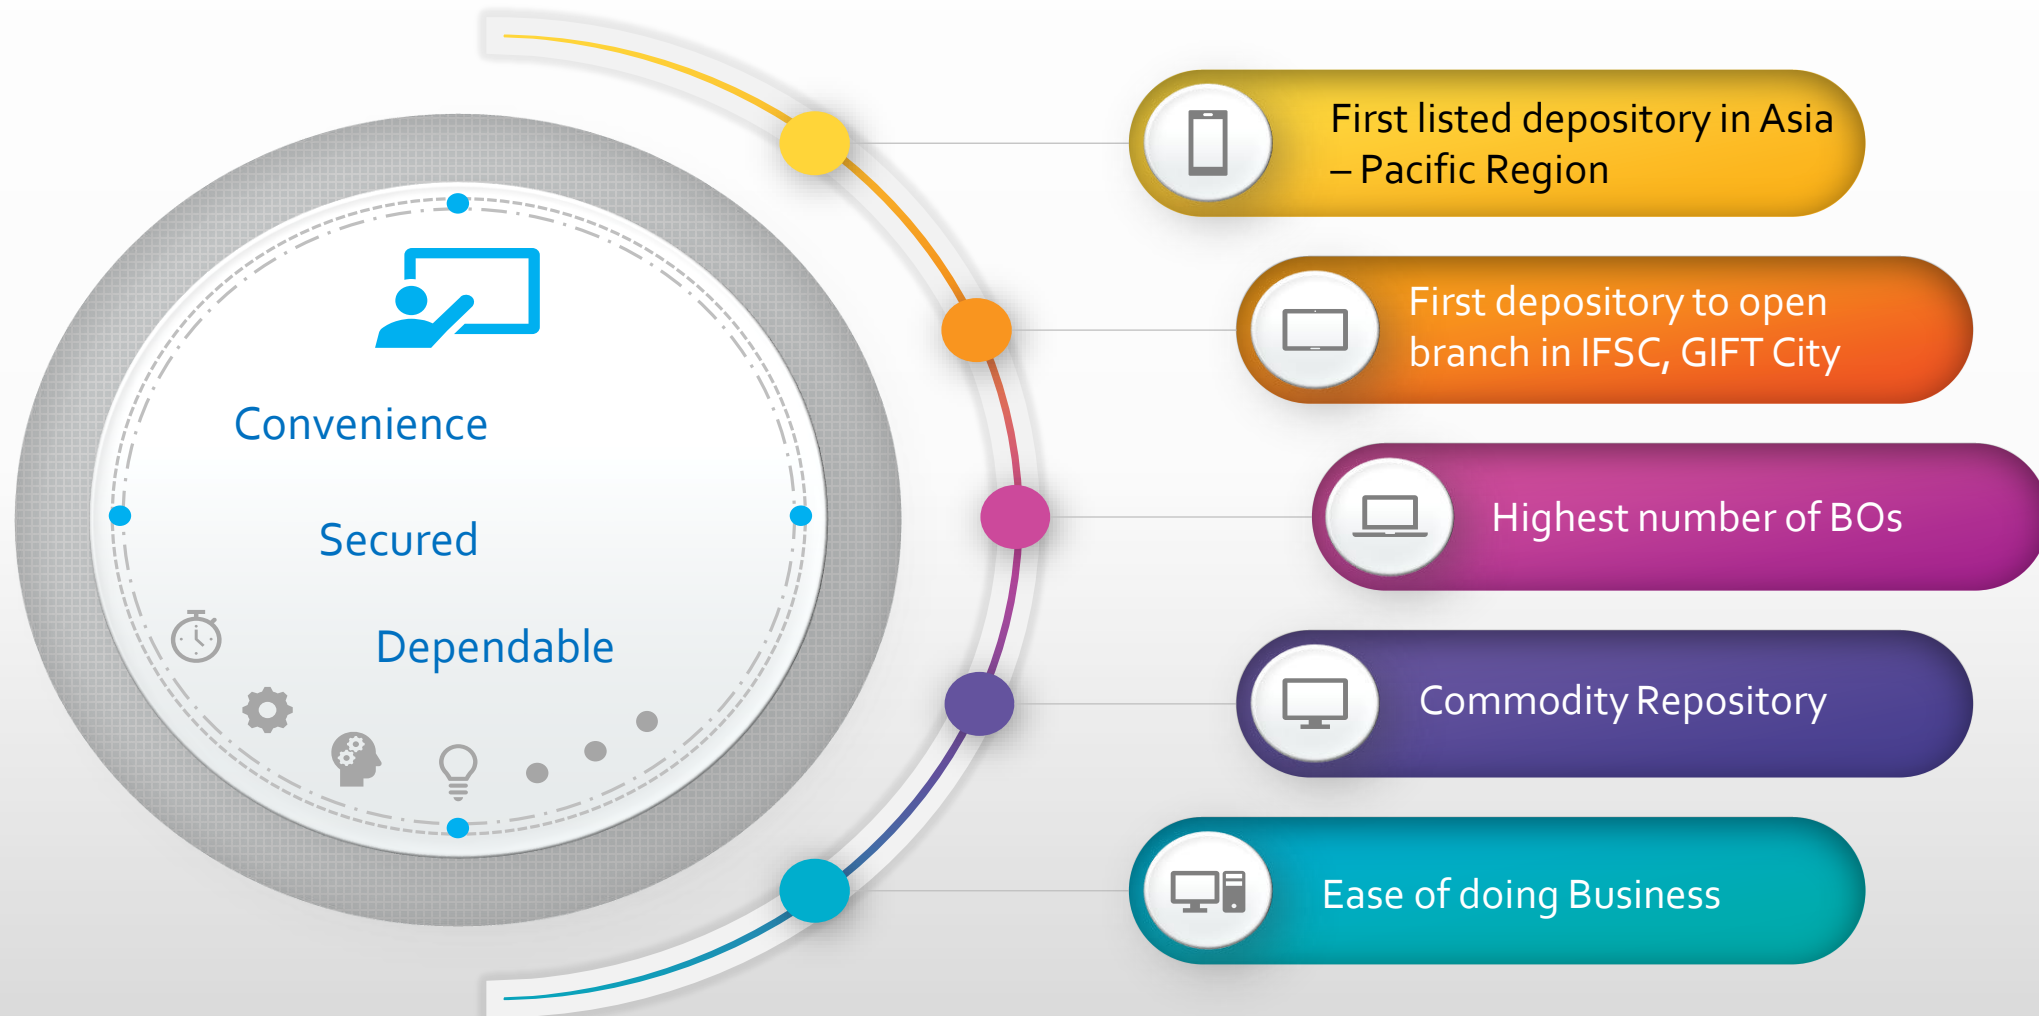 Convenience
Secured
Dependable
First listed depository in Asia
– Pacific Region
First depository to open
branch in IFSC, GIFT City
Highest number of BOs
Commodity Repository
Ease of doing Business